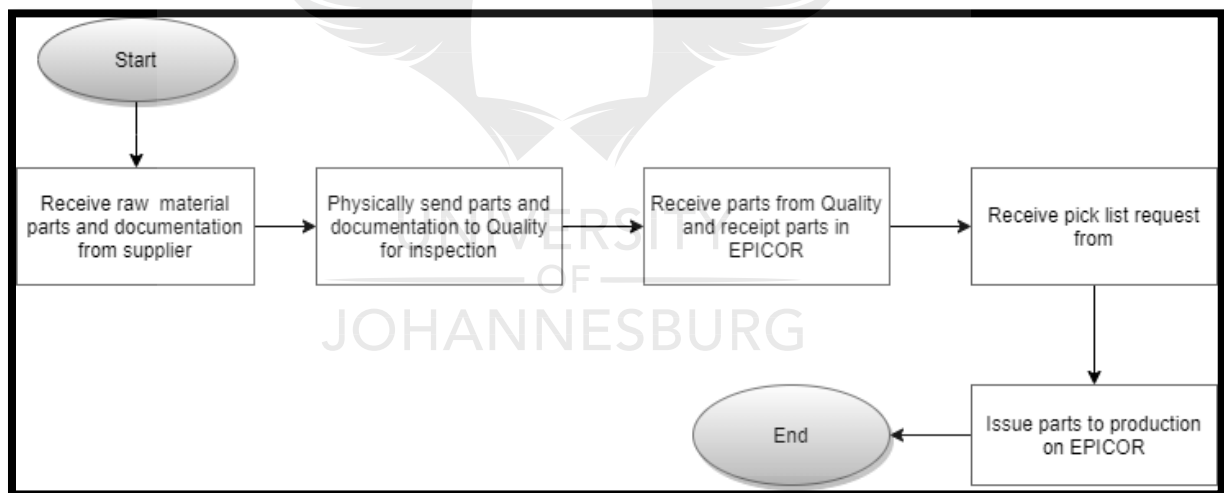 Start
Receive raw material
parts and documentation
from supplier
Physically send parts and
documentation to Quality
for inspection
Receive parts from Quality
and receipt parts in
EPICOR
Receive pick list request
from
Issue parts to production
on EPICOR
End
UNIVERSITY
OF
JOHANNESBURG